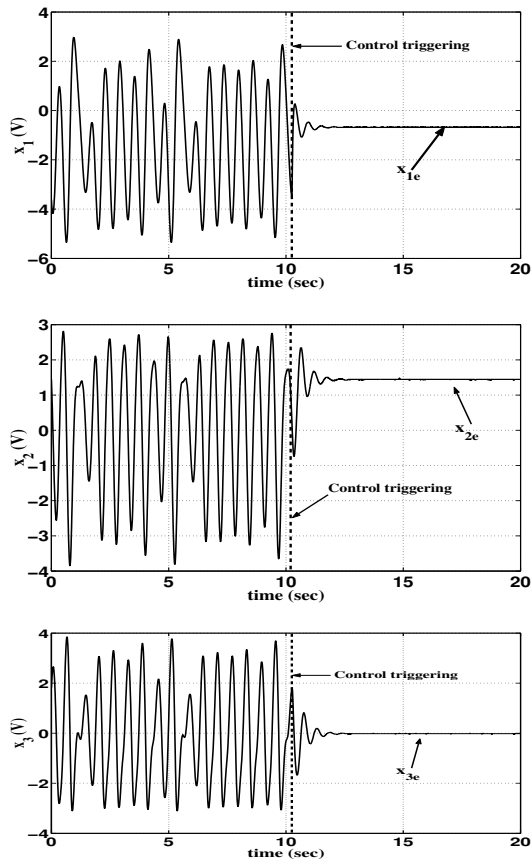 4
2
0
−2
−4
−6
x1(V)
Control triggering
x1e
0 5 10 15 20
time (sec)
3
2
1
0
−1
−2
−3
−4
x2(V)
x2e
Control triggering
0 5 10 15 20
time (sec)
4
2
0
−2
−4
x3(V)
Control triggering
x3e
0 5 10 15 20
time (sec)